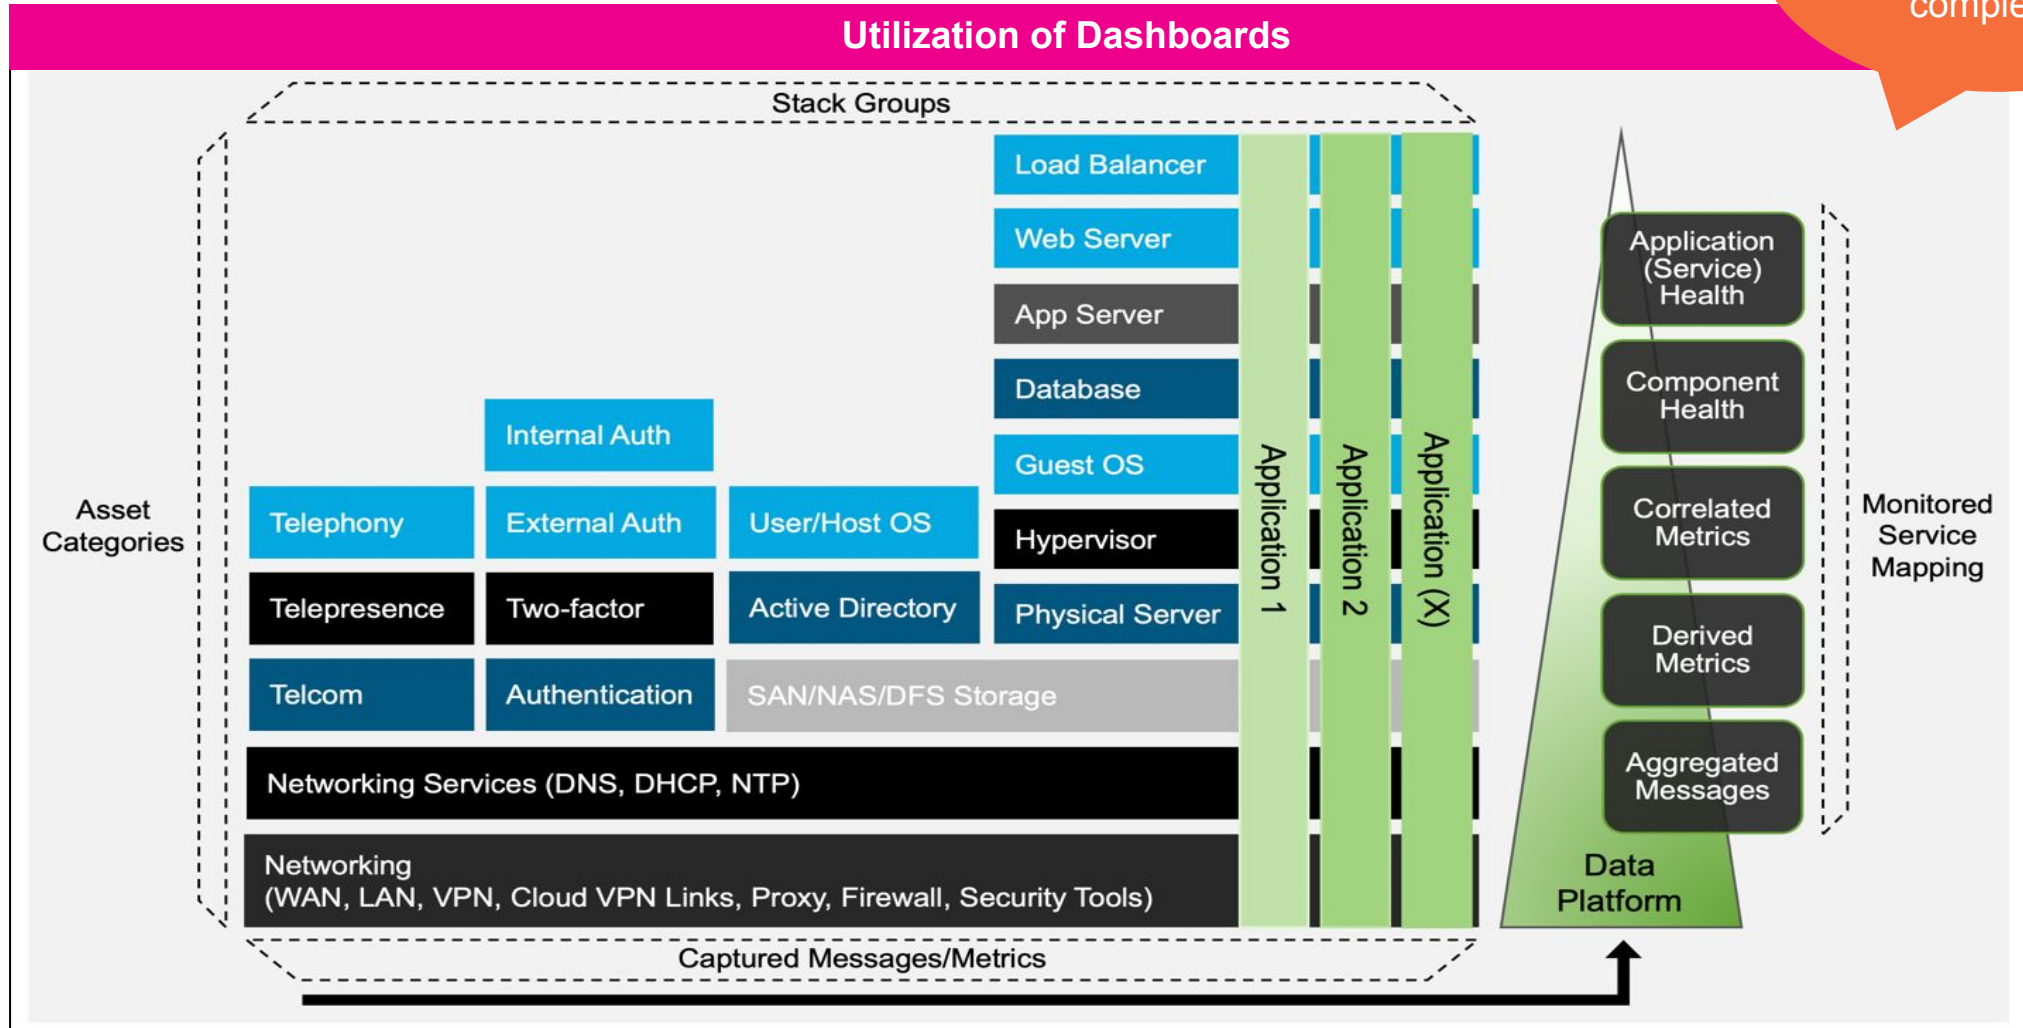 comple
Utilization of Dashboards
Stack Groups
Load Balancer
Web Server
App Server
Database
Guest OS
Hypervisor
Physical Server
Internal Auth
Telephony
External Auth
User/Host OS
Telepresence
Two-factor
Active Directory
Telcom
Authentication
SAN/NAS/DFS Storage
Networking Services (DNS, DHCP, NTP)
Networking
(WAN, LAN, VPN, Cloud VPN Links, Proxy, Firewall, Security Tools)
Application 1
Application 2
Application (X)
Asset
Categories
Captured Messages/Metrics
Application
(Service)
Health
Component
Health
Correlated
Metrics
Derived
Metrics
Aggregated
Messages
Data
Platform
Monitored
Service
Mapping